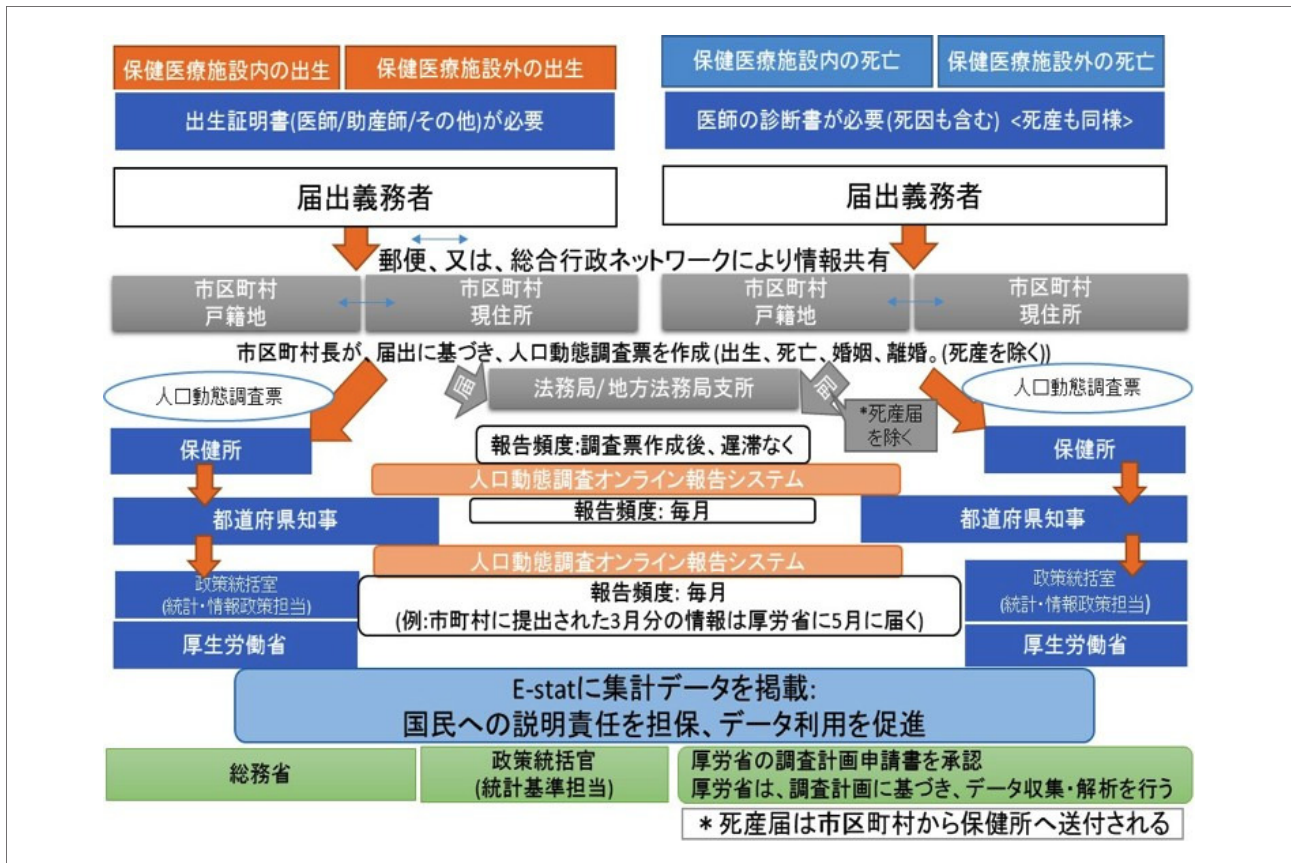 保健医療施設内の出生
保健医療施設外の出生
保健医療施設内の死亡
保健医療施設外の死亡
出生証明書(医師/助産師/その他)が必要
医師の診断書が必要(死因も含む) <死産も同様>
届出義務者
届出義務者
郵便、又は、総合行政ネットワークにより情報共有
市区町村
戸籍地
市区町村
現住所
市区町村
戸籍地
市区町村
現住所
市区町村長が、届出に基づき、人口動態調査票を作成(出生、死亡、婚姻、離婚。(死産を除く))
人口動態調査票
届
法務局/地方法務局支所
届
人口動態調査票
*死産届
を除く
保健所
報告頻度:調査票作成後、遅滞なく
保健所
人口動態調査オンライン報告システム
都道府県知事
報告頻度: 毎月
都道府県知事
人口動態調査オンライン報告システム
政策統括室
(統計・情報政策担当)
報告頻度: 毎月
(例:市町村に提出された3月分の情報は厚労省に5月に届く)
政策統括室
(統計・情報政策担当)
厚生労働省
厚生労働省
E-statに集計データを掲載:
国民への説明責任を担保、データ利用を促進
総務省
政策統括官
(統計基準担当)
厚労省の調査計画申請書を承認
厚労省は、調査計画に基づき、データ収集・解析を行う
* 死産届は市区町村から保健所へ送付される